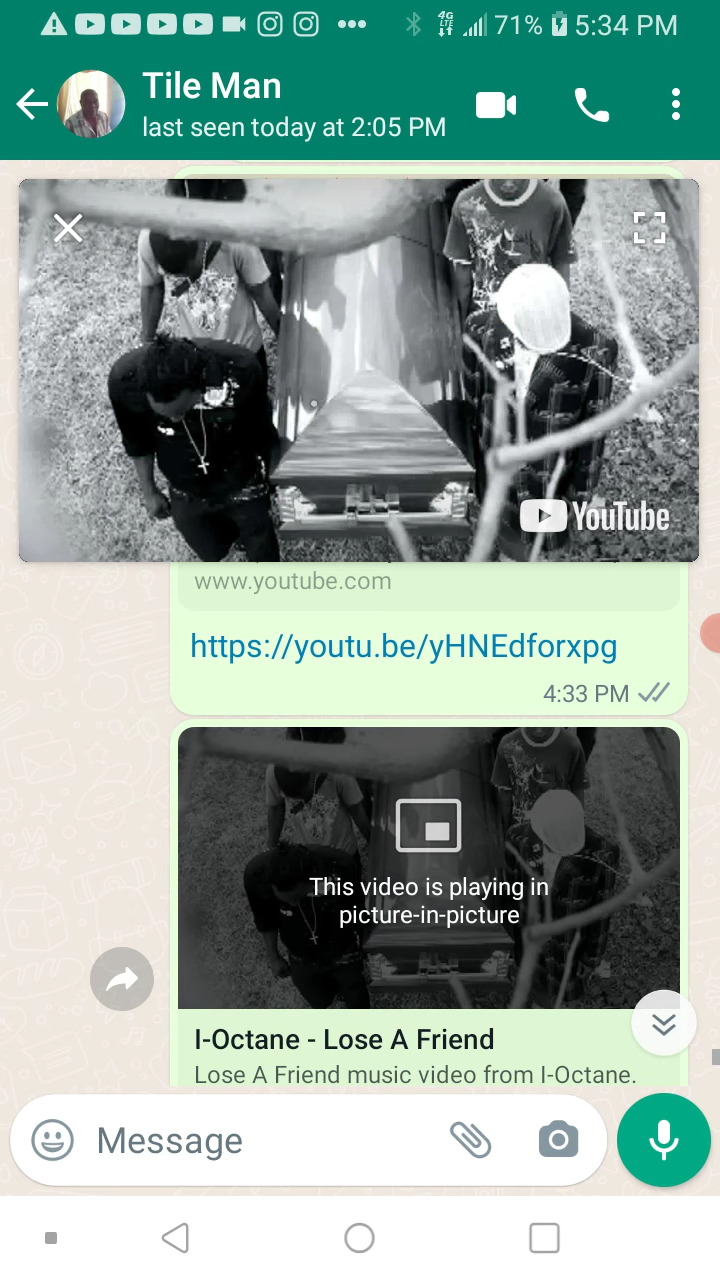 4G
LTE
71%
5:34 PM
Tile Man
last seen today at 2:05 PM
YouTube
www.youtube.com
https://youtu.be/yHNEdforxpg
4:33 PM
This video is playing in
picture-in-picture
I-Octane - Lose A Friend
Lose A Friend music video from I-Octane.
Message